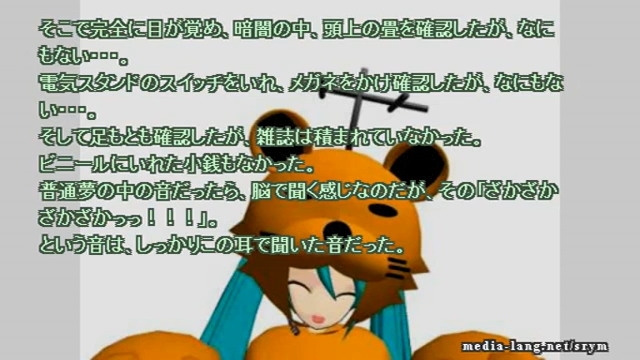 そこで完全に目が覚め、暗闇の中、頭上の畳を確認したが、なに
もない・・・。
電気スタンドのスイッチをいれ、メガネをかけ確認したが、なにもな
い・・・。
そして足もとも確認したが、雑誌は積まれていなかった。
ビニールにいれた小銭もなかった。
普通夢の中の音だったら、脳で聞く感じなのだが、その「ざかざか
ざかざかっっ！！！」。
という音は、しっかりこの耳で聞いた音だった。
media-lang.net/srym